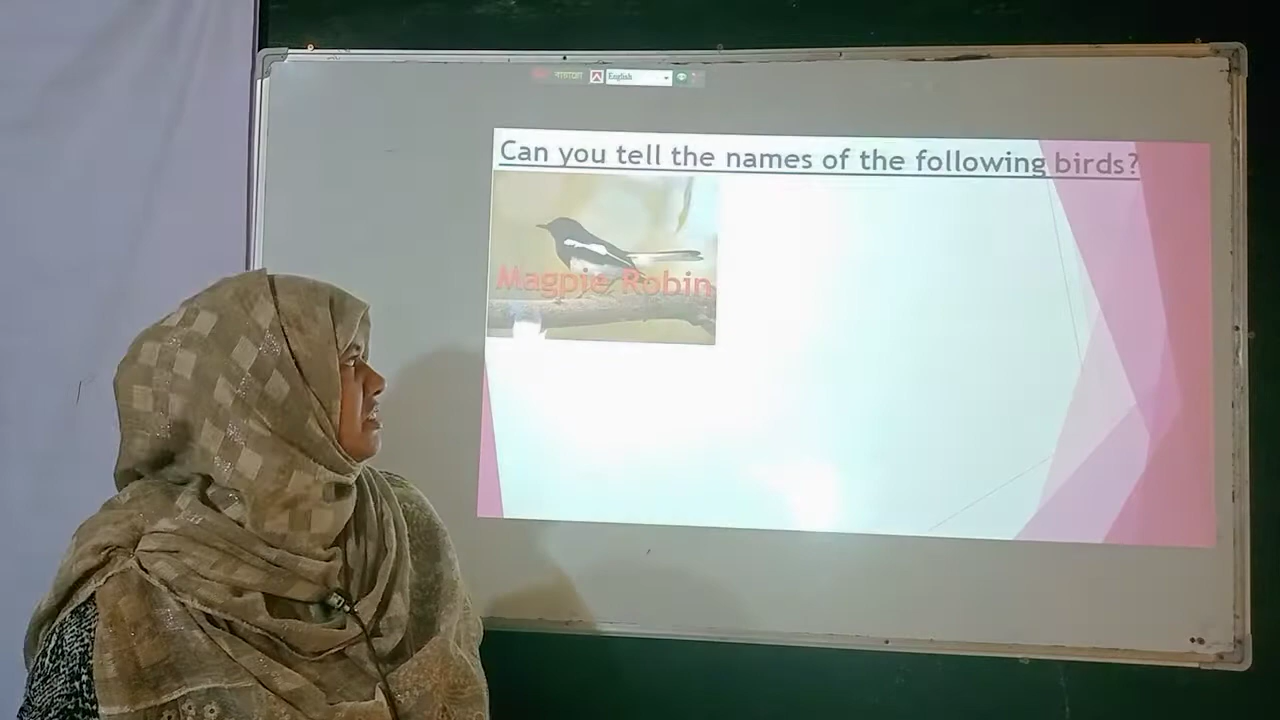 বাংলা English
Can you tell the names of the following birds?
Magpie Robin